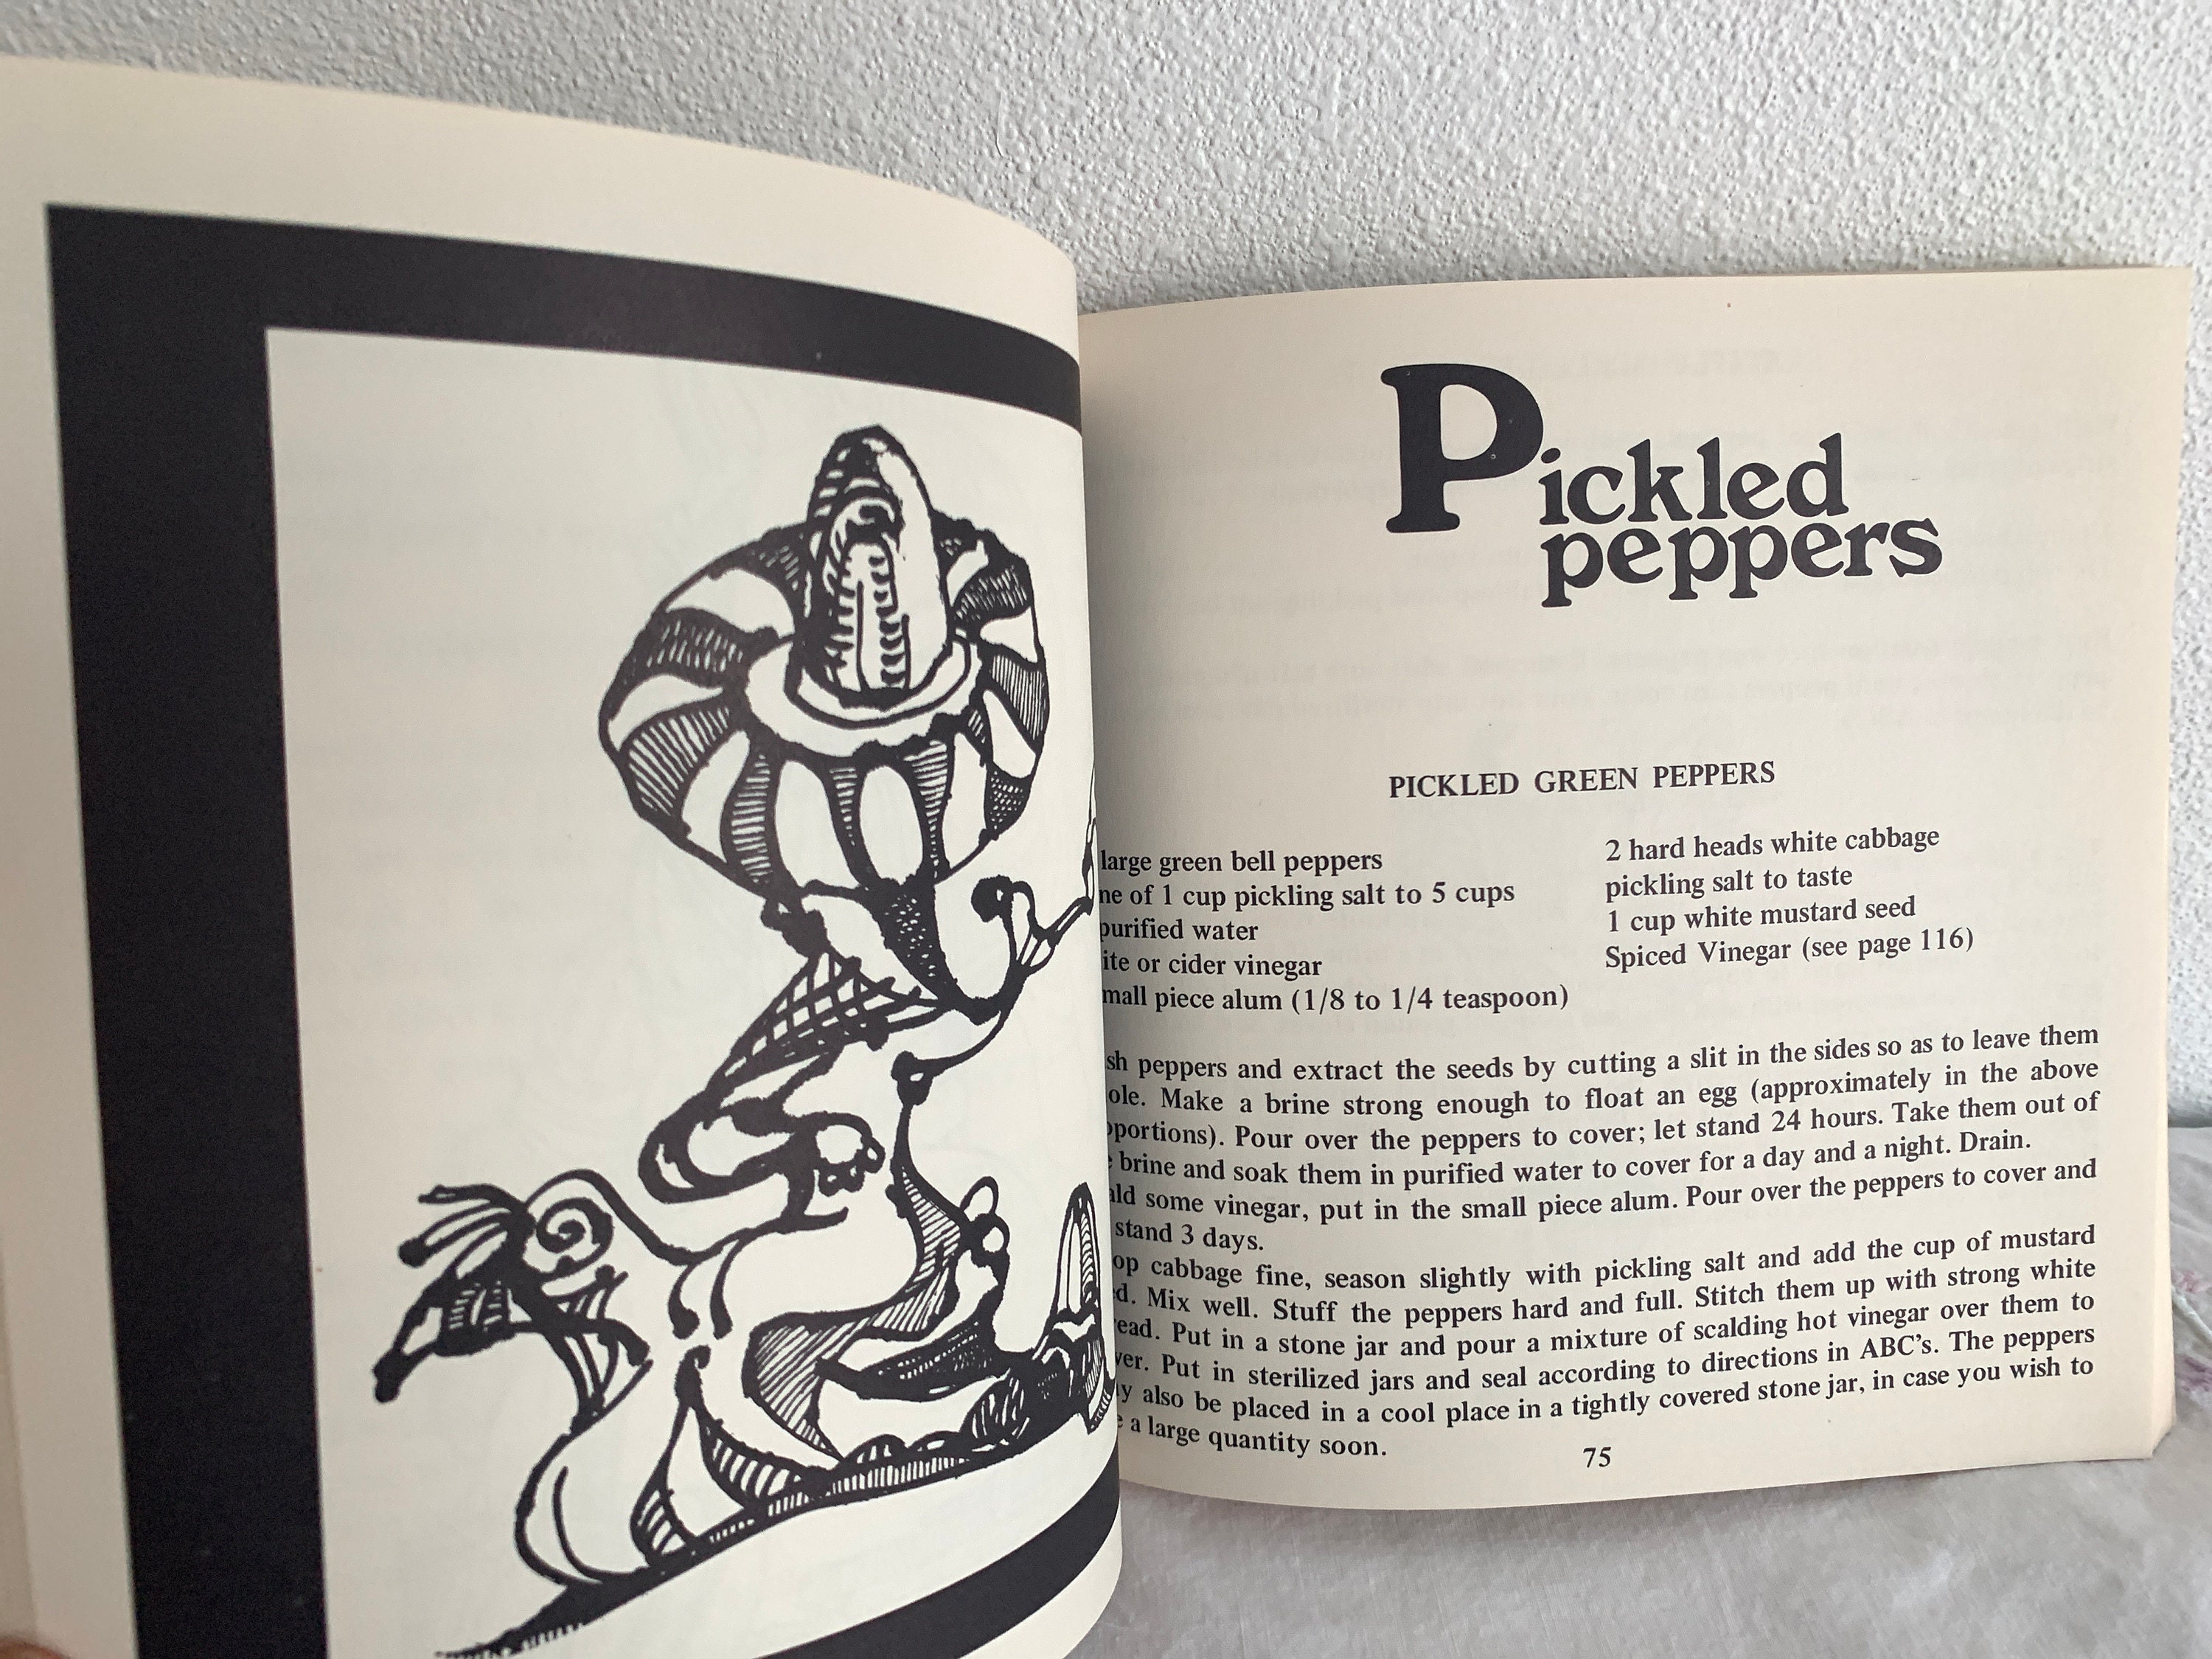 Pickled
peppers
PICKLED GREEN PEPPERS
large green bell peppers
of 1 cup pickling salt to 5 cups
purified water
or cider vinegar
piece alum (1/8 to 1/4 teaspoon)
2 hard heads white cabbage
pickling salt to taste
1 cup white mustard seed
Spiced Vinegar (see page 116)
peppers and extract the seeds by cutting a slit in the sides so as to leave them
Make a brine strong enough to float an egg (approximately in the above
Pour over the peppers to cover; let stand 24 hours. Take them out of
brine and soak them in purified water to cover for a day and a night. Drain.
some vinegar, put in the small piece alum. Pour over the peppers to cover and
stand 3 days.
cabbage fine, season slightly with pickling salt and add the cup of mustard
Mix well. Stuff the peppers hard and full. Stitch them up with strong white
Put in a stone jar and pour a mixture of scalding hot vinegar over them to
Put in sterilized jars and seal according to directions in ABC's. The peppers
also be placed in a cool place in a tightly covered stone jar, in case you wish to
a large quantity soon.
75